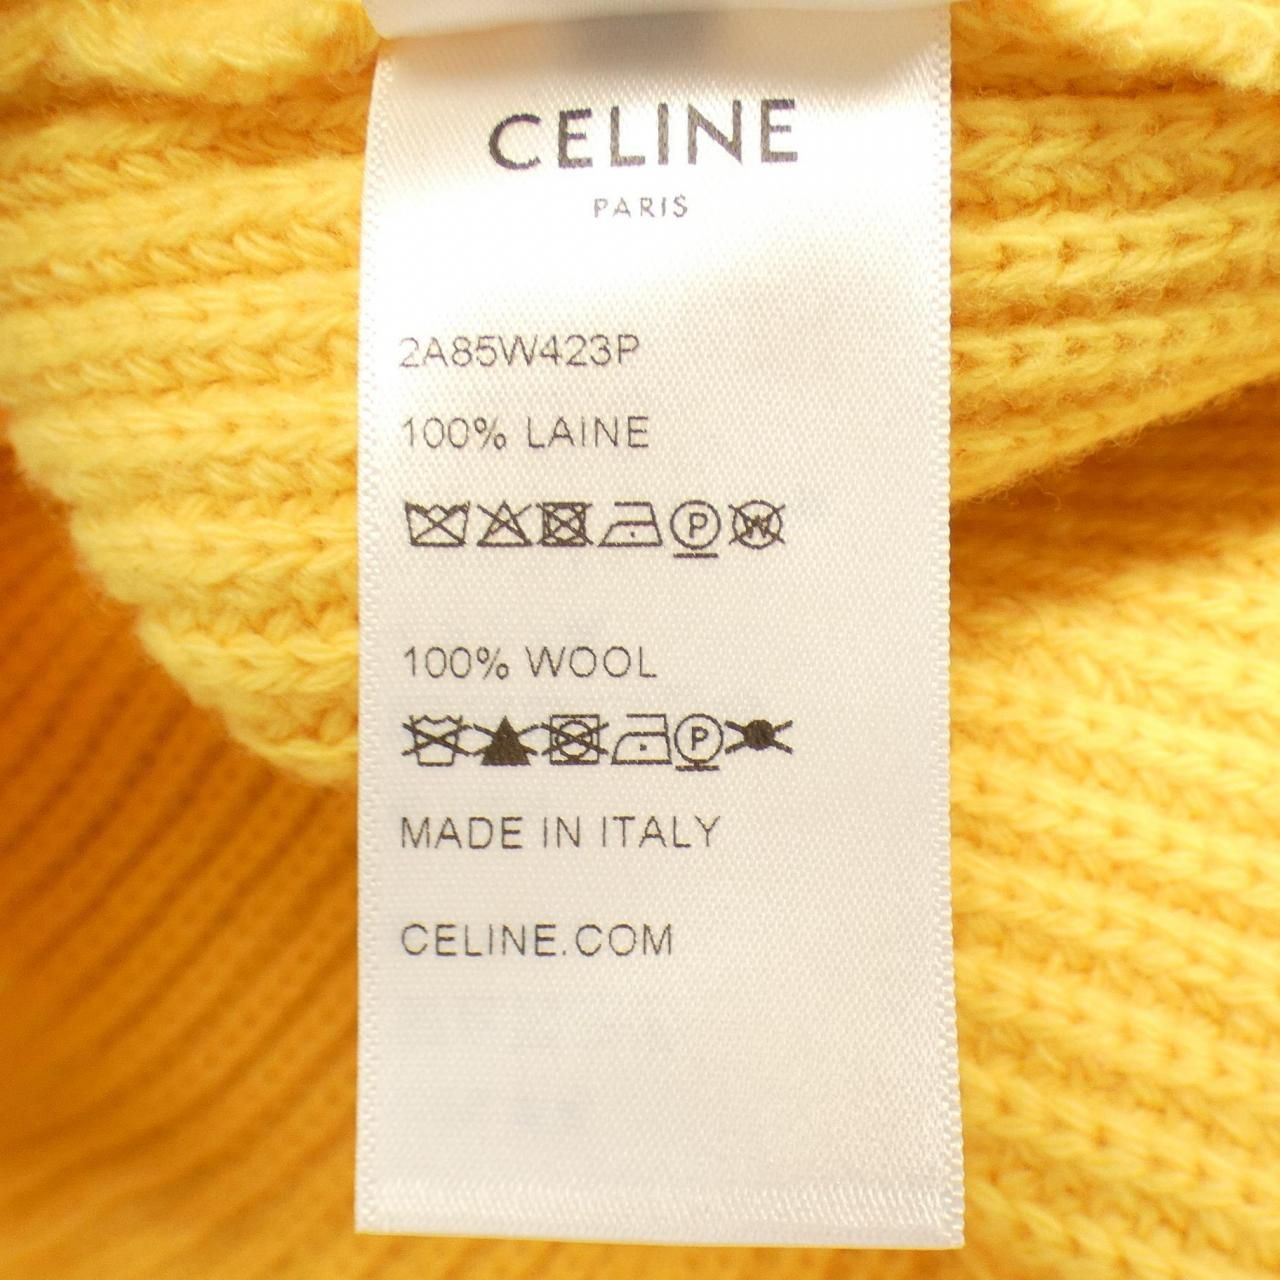 CELINE
PARIS
2A85W423P
100% LAINE
P W
100% WOOL
P
MADE IN ITALY
CELINE.COM